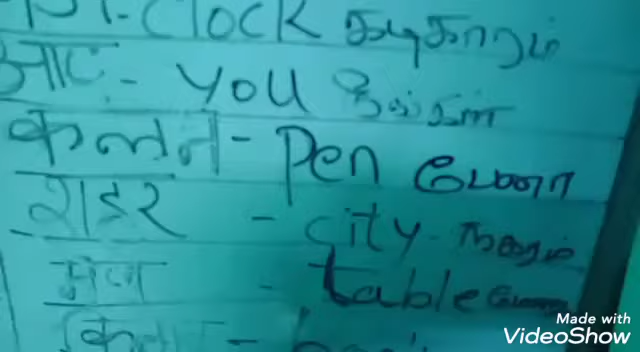 - CLOCK கடிகாரம்
आप - you நீங்கள்
कलम - Pen பேனா
शहर - city - நகரம்
मेज - table மேசை
Made with
VideoShow